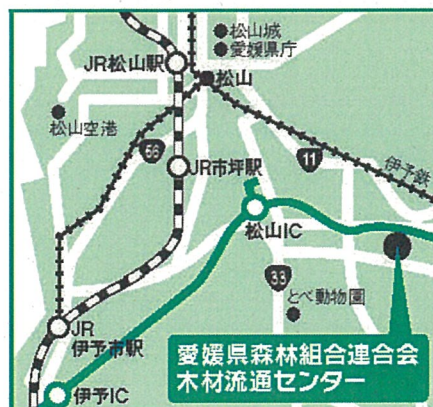 松山城
愛媛県庁
JR松山駅
松山
松山空港
56
JR市坪駅
11
伊予鉄
松山IC
33
とべ動物園
JR
伊予市駅
愛媛県森林組合連合会
木材流通センター
伊予IC